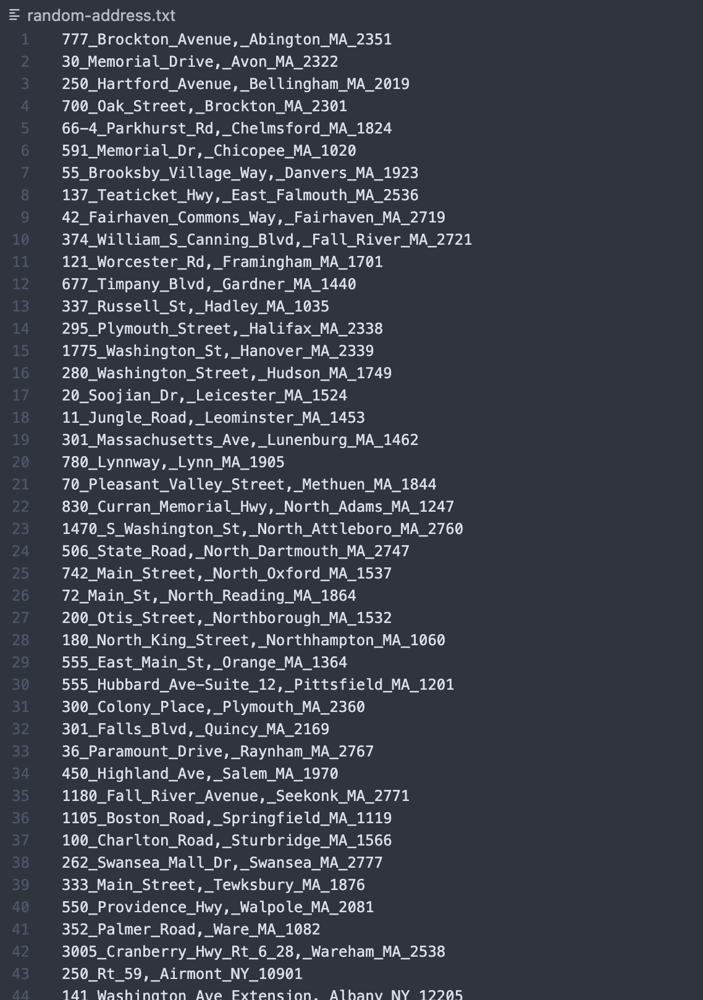 random-address.txt
1 777_Brockton_Avenue,_Abington_MA_2351
2 30_Memorial_Drive,_Avon_MA_2322
3 250_Hartford_Avenue,_Bellingham_MA_2019
4 700_Oak_Street,_Brockton_MA_2301
5 66-4_Parkhurst_Rd,_Chelmsford_MA_1824
6 591_Memorial_Dr,_Chicopee_MA_1020
7 55_Brooksby_Village_Way,_Danvers_MA_1923
8 137_Teaticket_Hwy,_East_Falmouth_MA_2536
9 42_Fairhaven_Commons_Way,_Fairhaven_MA_2719
10 374_William_S_Canning_Blvd,_Fall_River_MA_2721
11 121_Worcester_Rd,_Framingham_MA_1701
12 677_Timpany_Blvd,_Gardner_MA_1440
13 337_Russell_St,_Hadley_MA_1035
14 295_Plymouth_Street,_Halifax_MA_2338
15 1775_Washington_St,_Hanover_MA_2339
16 280_Washington_Street,_Hudson_MA_1749
17 20_Soojian_Dr,_Leicester_MA_1524
18 11_Jungle_Road,_Leominster_MA_1453
19 301_Massachusetts_Ave,_Lunenburg_MA_1462
20 780_Lynnway,_Lynn_MA_1905
21 70_Pleasant_Valley_Street,_Methuen_MA_1844
22 830_Curran_Memorial_Hwy,_North_Adams_MA_1247
23 1470_S_Washington_St,_North_Attleboro_MA_2760
24 506_State_Road,_North_Dartmouth_MA_2747
25 742_Main_Street,_North_Oxford_MA_1537
26 72_Main_St,_North_Reading_MA_1864
27 200_Otis_Street,_Northborough_MA_1532
28 180_North_King_Street,_Northhampton_MA_1060
29 555_East_Main_St,_Orange_MA_1364
30 555_Hubbard_Ave-Suite_12,_Pittsfield_MA_1201
31 300_Colony_Place,_Plymouth_MA_2360
32 301_Falls_Blvd,_Quincy_MA_2169
33 36_Paramount_Drive,_Raynham_MA_2767
34 450_Highland_Ave,_Salem_MA_1970
35 1180_Fall_River_Avenue,_Seekonk_MA_2771
36 1105_Boston_Road,_Springfield_MA_1119
37 100_Charlton_Road,_Sturbridge_MA_1566
38 262_Swansea_Mall_Dr,_Swansea_MA_2777
39 333_Main_Street,_Tewksbury_MA_1876
40 550_Providence_Hwy,_Walpole_MA_2081
41 352_Palmer_Road,_Ware_MA_1082
42 3005_Cranberry_Hwy_Rt_6_28,_Wareham_MA_2538
43 250_Rt_59,_Airmont_NY_10901
44 141_Washington_Ave_Extension,_Albany_NY_12205